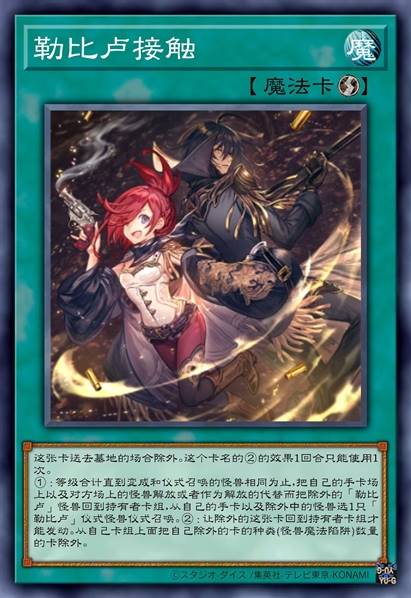 勒比卢接触
魔
【魔法卡】
这张卡送去墓地的场合除外。这个卡名的②的效果1回合只能使用1
次。
①：等级合计直到变成和仪式召唤的怪兽相同为止，把自己的手卡场
上以及对方场上的怪兽解放或者作为解放的代替而把除外的「勒比
卢」怪兽回到持有者卡组，从自己的手卡以及除外中的怪兽选1只「
勒比卢」仪式怪兽仪式召唤。②：让除外的这张卡回到持有者卡组才
能发动。从自己卡组上面把自己除外的卡的种类(怪兽魔法陷阱)数量
的卡除外。
©スタジオ・ダイス /集英社・テレビ東京・KONAMI
D-NA
YU-G